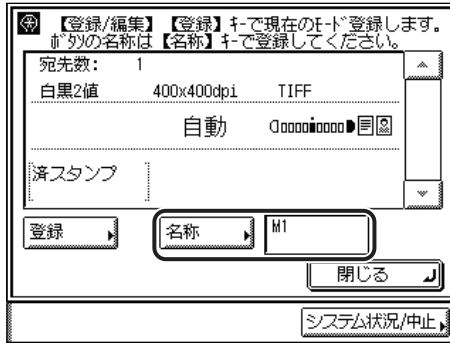 【登録/編集】【登録】ｷｰで現在のﾓｰﾄﾞ登録します。
ﾎﾞﾀﾝの名称は【名称】ｷｰで登録してください。
宛先数: 1
白黒2値 400x400dpi TIFF
自動
済スタンプ
登録 名称 M1
閉じる
システム状況/中止